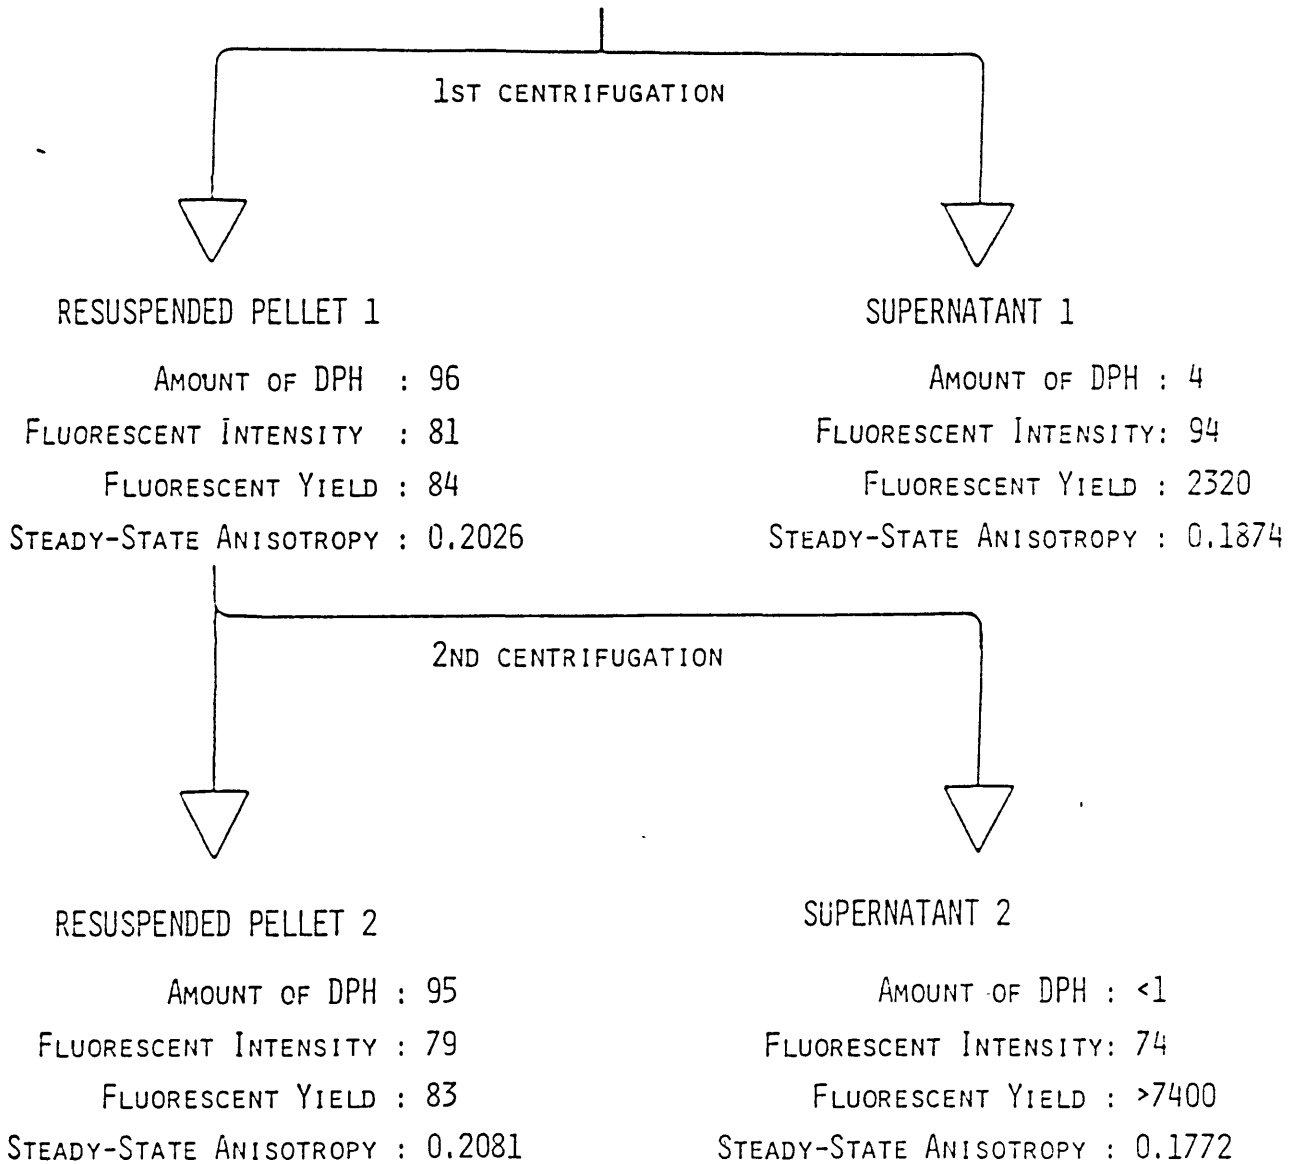 1ST CENTRIFUGATION
RESUSPENDED PELLET 1
AMOUNT OF DPH : 96
FLUORESCENT INTENSITY : 81
FLUORESCENT YIELD : 84
STEADY-STATE ANISOTROPY : 0.2026
SUPERNATANT 1
AMOUNT OF DPH : 4
FLUORESCENT INTENSITY: 94
FLUORESCENT YIELD : 2320
STEADY-STATE ANISOTROPY : 0.1874
2ND CENTRIFUGATION
RESUSPENDED PELLET 2
AMOUNT OF DPH : 95
FLUORESCENT INTENSITY : 79
FLUORESCENT YIELD : 83
STEADY-STATE ANISOTROPY : 0.2081
SUPERNATANT 2
AMOUNT OF DPH : <1
FLUORESCENT INTENSITY: 74
FLUORESCENT YIELD : >7400
STEADY-STATE ANISOTROPY : 0.1772